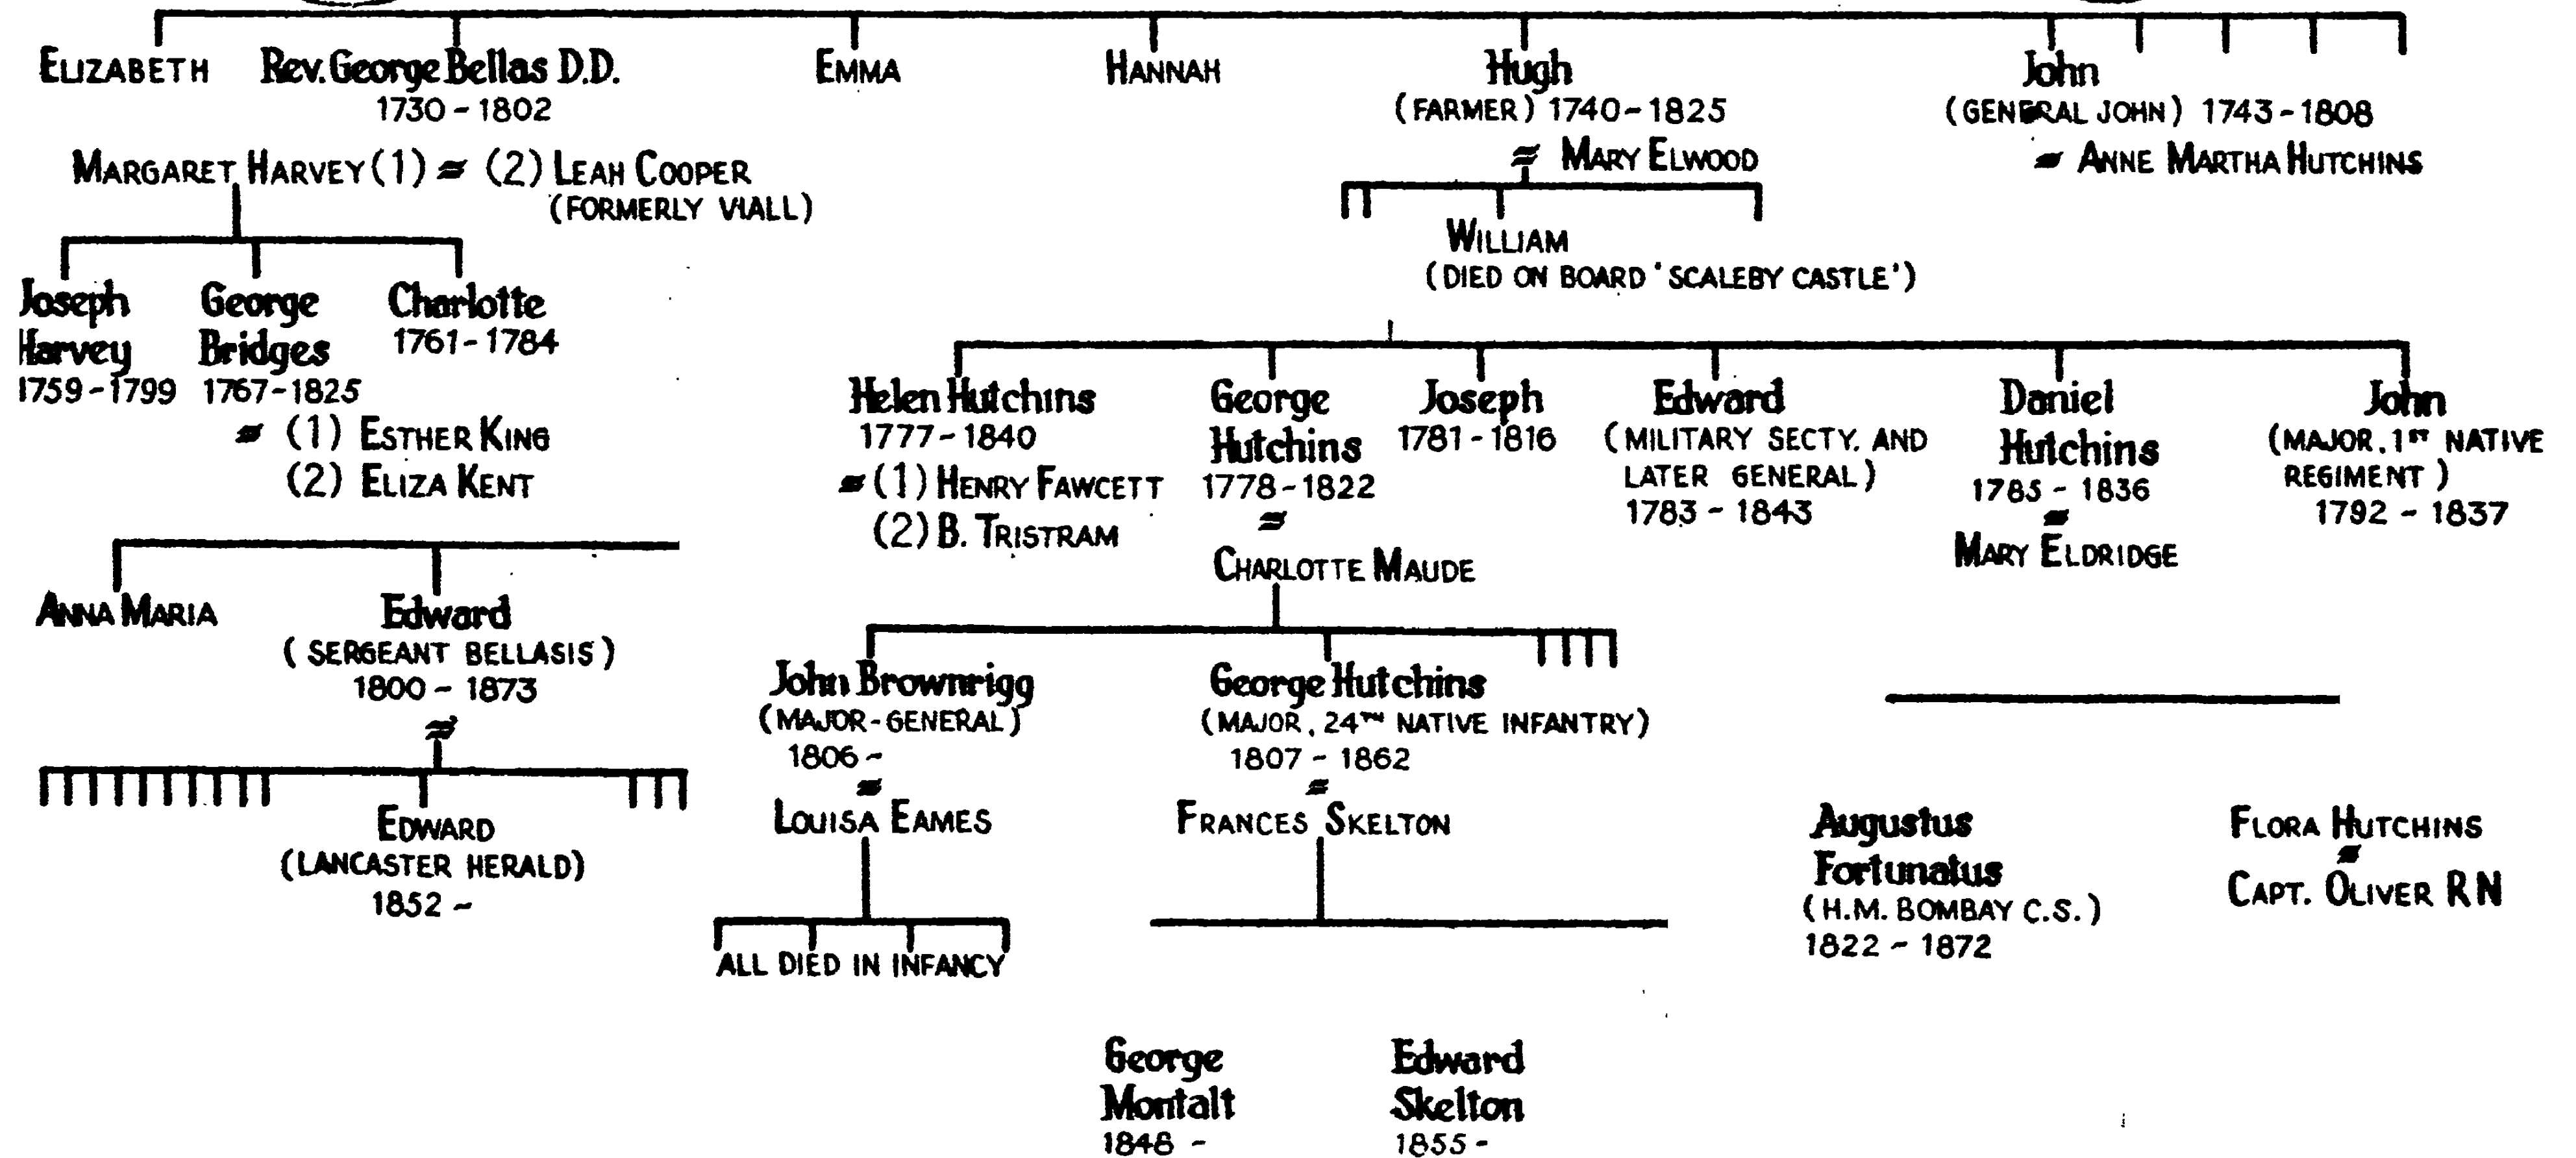 ELIZABETH
Rev. George Bellas D.D.
1730 - 1802
EMMA
HANNAH
Hugh
(FARMER) 1740 - 1825
John
(GENERAL JOHN) 1743 - 1808
MARGARET HARVEY (1) = (2) LEAH COOPER
(FORMERLY VIALL)
= MARY ELWOOD
= ANNE MARTHA HUTCHINS
WILLIAM
(DIED ON BOARD 'SCALEBY CASTLE')
Joseph
Harvey
1759 - 1799
George
Bridges
1767 - 1825
= (1) ESTHER KING
(2) ELIZA KENT
Charlotte
1761 - 1784
Helen Hutchins
1777 - 1840
= (1) HENRY FAWCETT
(2) B. TRISTRAM
George
Hutchins
1778 - 1822
=
CHARLOTTE MAUDE
Joseph
1781 - 1816
Edward
(MILITARY SECTY. AND
LATER GENERAL)
1783 - 1843
Daniel
Hutchins
1785 - 1836
=
MARY ELDRIDGE
John
(MAJOR, 1ST NATIVE
REGIMENT)
1792 - 1837
ANNA MARIA
Edward
(SERGEANT BELLASIS)
1800 - 1873
=
John Brownrigg
(MAJOR-GENERAL)
1806 -
=
LOUISA EAMES
George Hutchins
(MAJOR, 24TH NATIVE INFANTRY)
1807 - 1862
=
FRANCES SKELTON
EDWARD
(LANCASTER HERALD)
1852 -
ALL DIED IN INFANCY
Augustus
Fortunatus
(H.M. BOMBAY C.S.)
1822 - 1872
FLORA HUTCHINS
=
CAPT. OLIVER RN
George
Montalt
1848 -
Edward
Skelton
1855 -